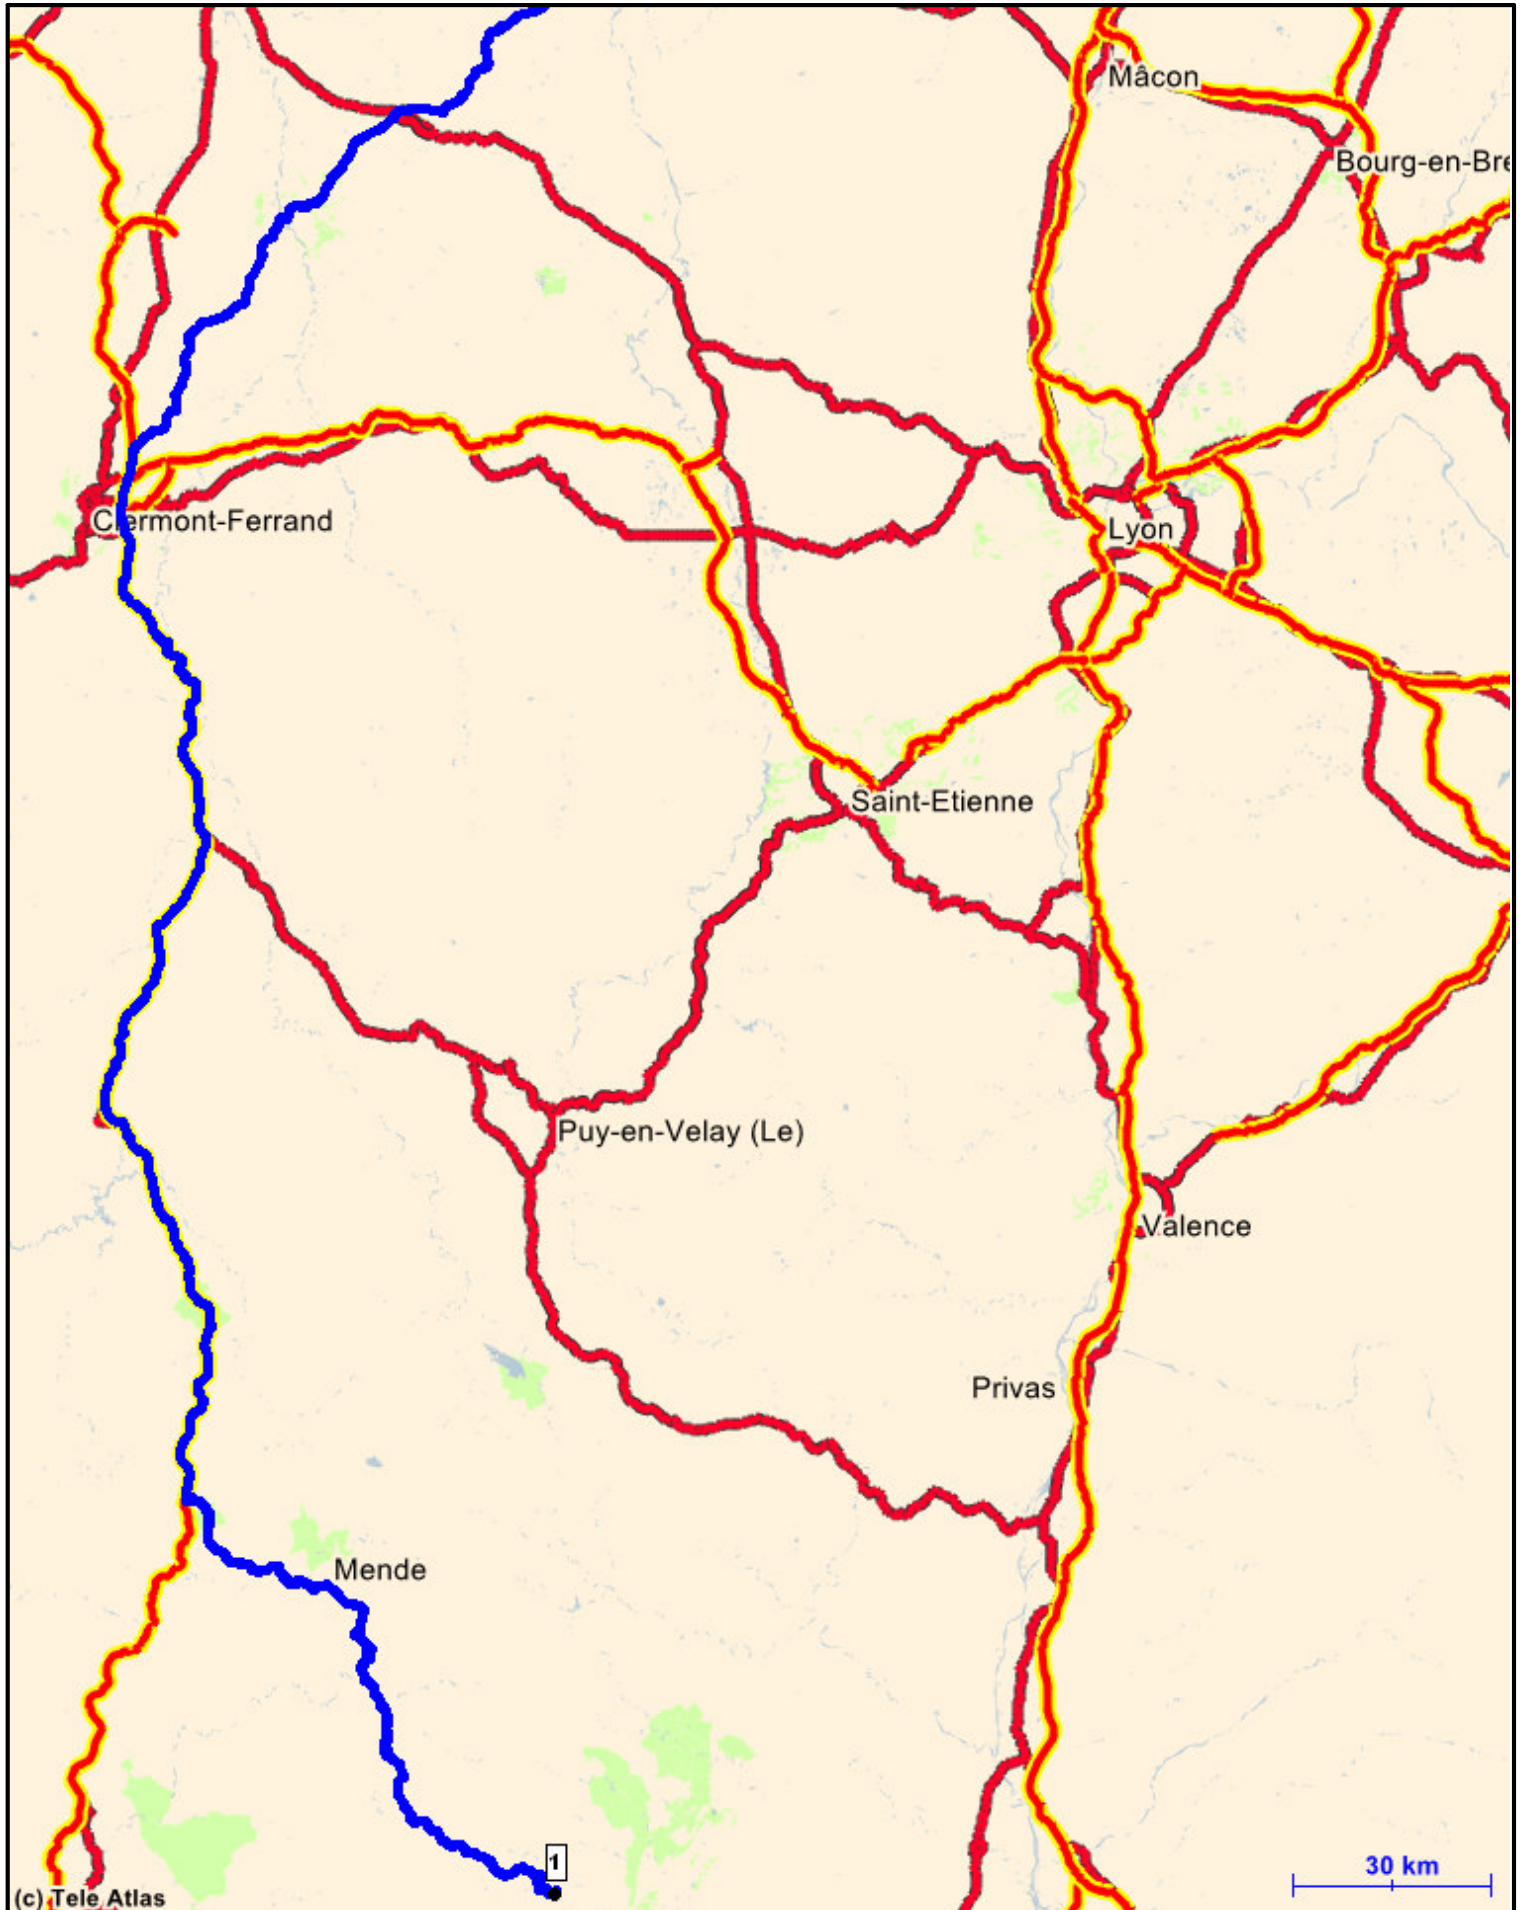 Mâcon
Bourg-en-Bre
Clermont-Ferrand
Lyon
Saint-Etienne
Puy-en-Velay (Le)
Valence
Privas
Mende
1
30 km
(c) Tele Atlas